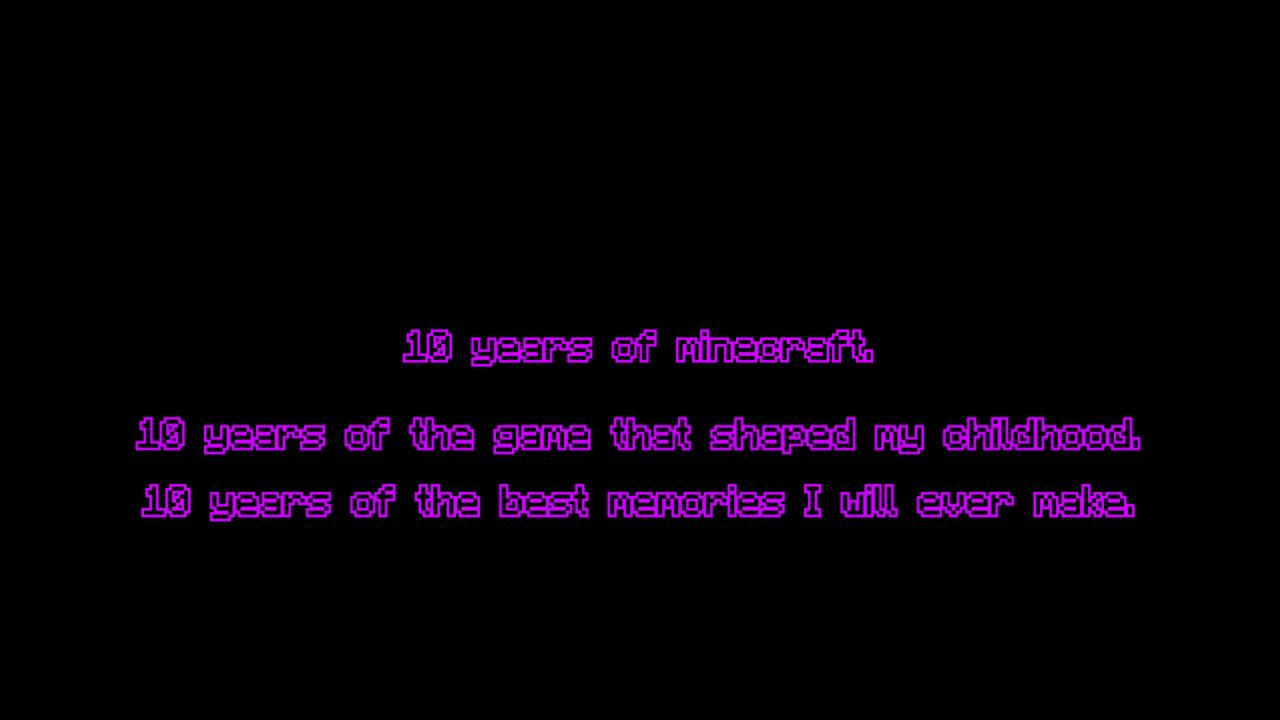 10 years of minecraft.
10 years of the game that shaped my childhood.
10 years of the best memories I will ever make.